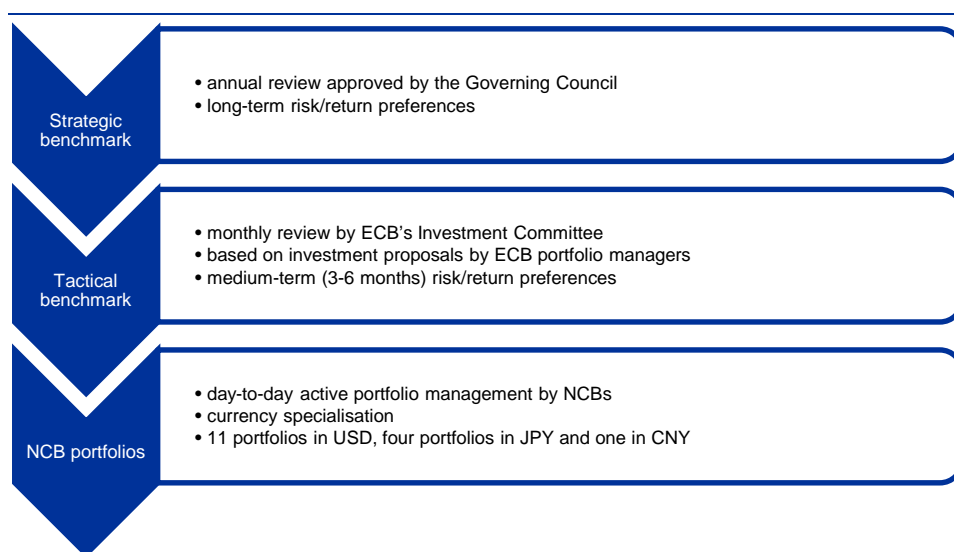 Strategic
benchmark
• annual review approved by the Governing Council
• long-term risk/return preferences
Tactical
benchmark
• monthly review by ECB's Investment Committee
• based on investment proposals by ECB portfolio managers
• medium-term (3-6 months) risk/return preferences
NCB portfolios
• day-to-day active portfolio management by NCBs
• currency specialisation
• 11 portfolios in USD, four portfolios in JPY and one in CNY